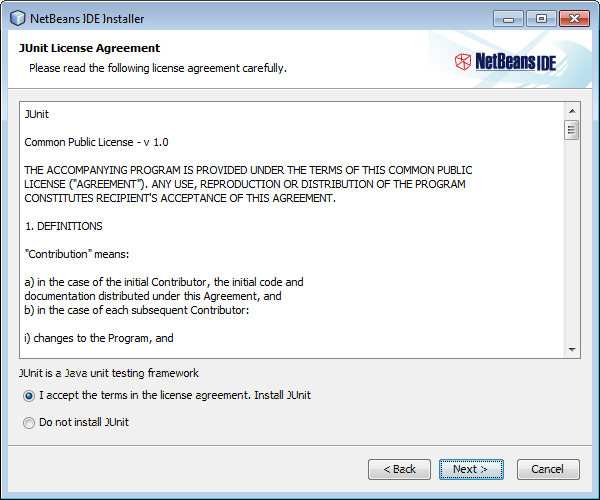 NetBeans IDE Installer
JUnit License Agreement
Please read the following license agreement carefully.
NetBeans IDE
JUnit
Common Public License - v 1.0
THE ACCOMPANYING PROGRAM IS PROVIDED UNDER THE TERMS OF THIS COMMON PUBLIC
LICENSE ("AGREEMENT"). ANY USE, REPRODUCTION OR DISTRIBUTION OF THE PROGRAM
CONSTITUTES RECIPIENT'S ACCEPTANCE OF THIS AGREEMENT.
1. DEFINITIONS
"Contribution" means:
a) in the case of the initial Contributor, the initial code and
documentation distributed under this Agreement, and
b) in the case of each subsequent Contributor:
i) changes to the Program, and
JUnit is a Java unit testing framework
I accept the terms in the license agreement. Install JUnit
Do not install JUnit
< Back
Next >
Cancel